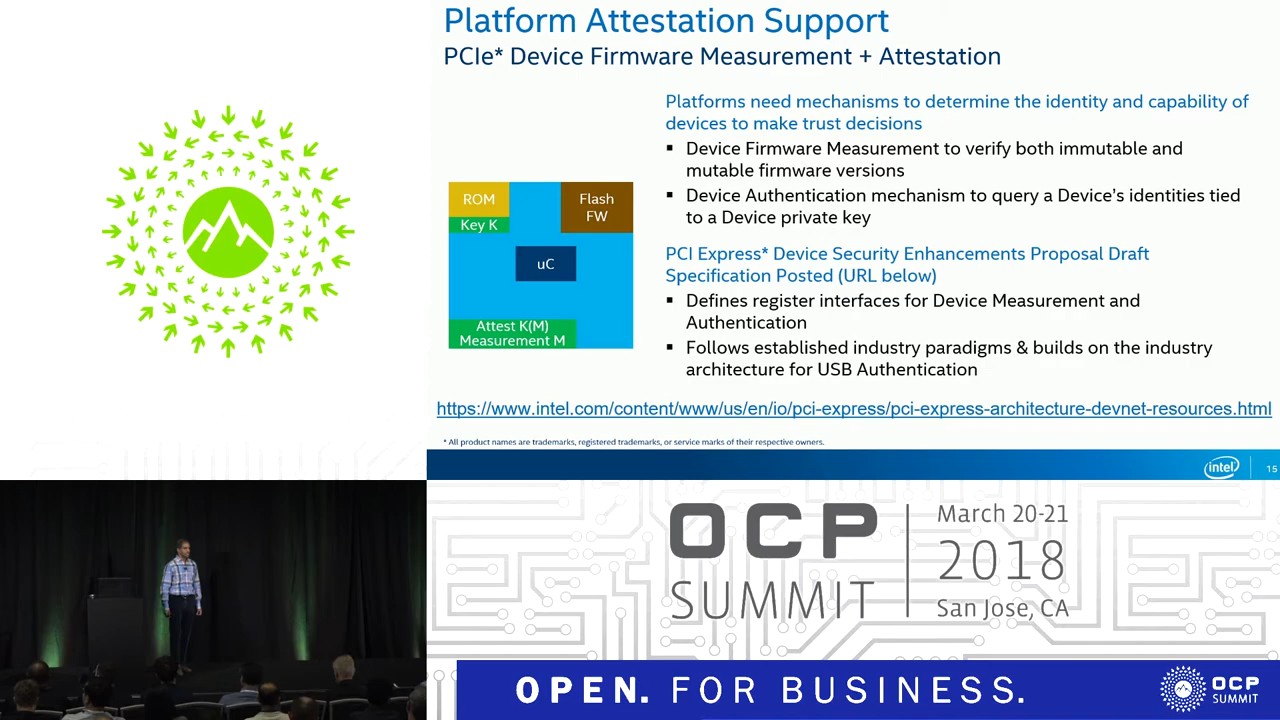 Platform Attestation Support
PCIe* Device Firmware Measurement + Attestation
Platforms need mechanisms to determine the identity and capability of
devices to make trust decisions
▪ Device Firmware Measurement to verify both immutable and
mutable firmware versions
▪ Device Authentication mechanism to query a Device's identities tied
to a Device private key
ROM
Key K
Flash
FW
uC
Attest K(M)
Measurement M
PCI Express* Device Security Enhancements Proposal Draft
Specification Posted (URL below)
▪ Defines register interfaces for Device Measurement and
Authentication
▪ Follows established industry paradigms & builds on the industry
architecture for USB Authentication
https://www.intel.com/content/www/us/en/io/pci-express/pci-express-architecture-devnet-resources.html
* All product names are trademarks, registered trademarks, or service marks of their respective owners.
intel
15
OCP
SUMMIT
March 20-21
2018
San Jose, CA
OPEN. FOR BUSINESS.
OCP
SUMMIT